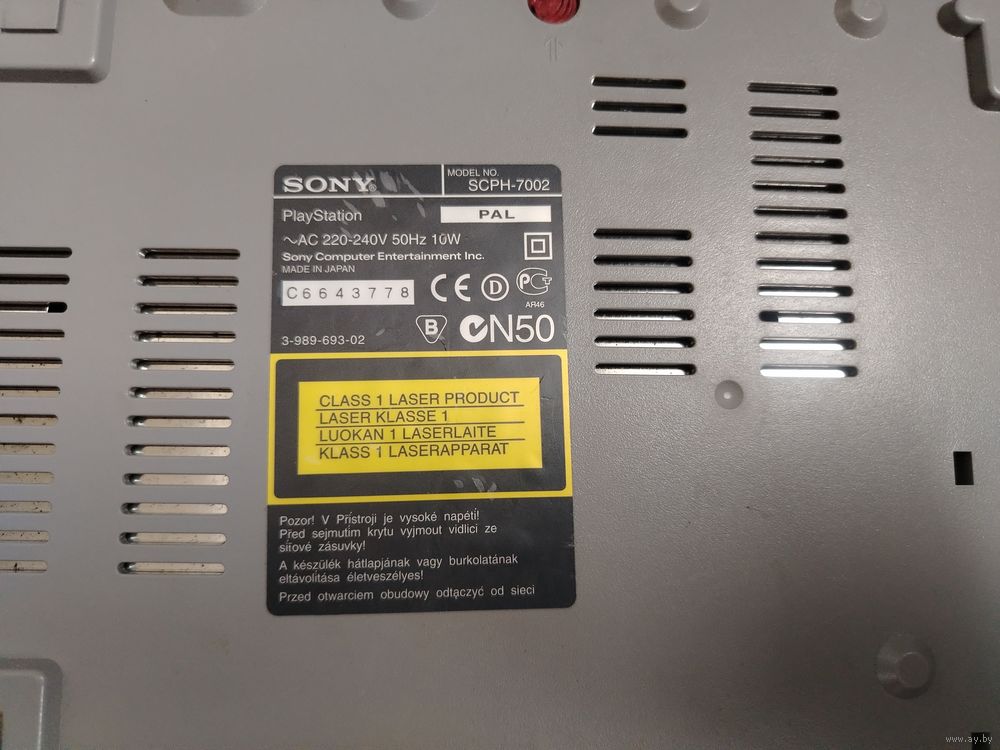 SONY®
MODEL NO.
SCPH-7002
PlayStation
PAL
~AC 220-240V 50Hz 10W
Sony Computer Entertainment Inc.
MADE IN JAPAN
C6643778
CE D PCT
AЯ46
B N50
3-989-693-02
CLASS 1 LASER PRODUCT
LASER KLASSE 1
LUOKAN 1 LASERLAITE
KLASS 1 LASERAPPARAT
Pozor! V Přístroji je vysoké napětí!
Před sejmutím krytu vyjmout vidlici ze
síťové zásuvky!
A készülék hátlapjának vagy burkolatának
eltávolítása életveszélyes!
Przed otwarciem obudowy odłączyć od sieci
www.ay.by